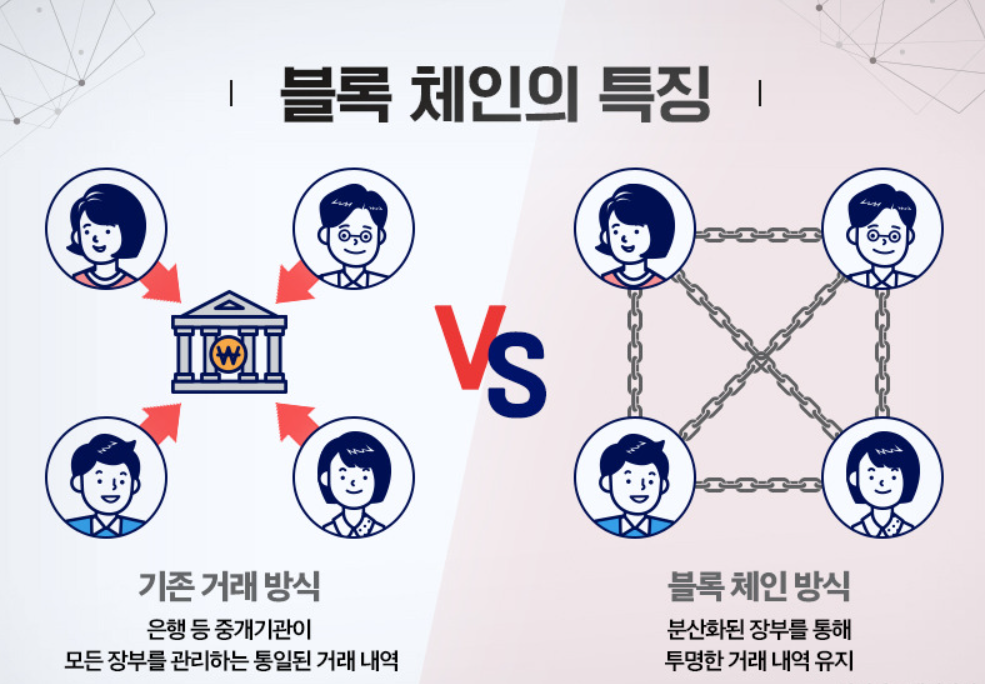 블록 체인의 특징
VS
₩
기존 거래 방식
은행 등 중개기관이
모든 장부를 관리하는 통일된 거래 내역
블록 체인 방식
분산화된 장부를 통해
투명한 거래 내역 유지